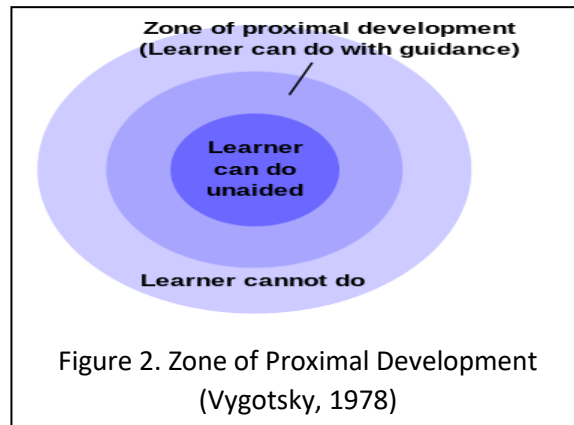 Zone of proximal development
(Learner can do with guidance)
Learner
can do
unaided
Learner cannot do
Figure 2. Zone of Proximal Development
(Vygotsky, 1978)